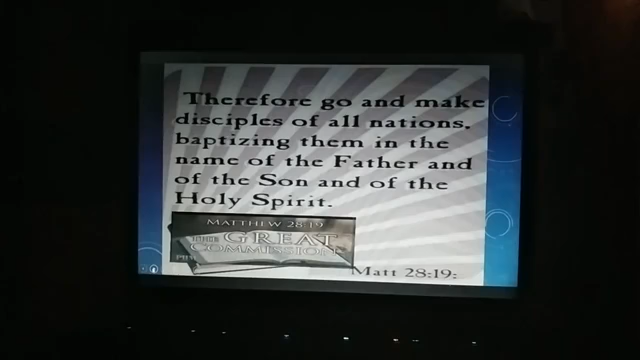 Therefore go and make
disciples of all nations,
baptizing them in the
name of the Father and
of the Son and of the
Holy Spirit.
MATTHEW 28:19
THE GREAT
COMMISSION
Matt 28:19: